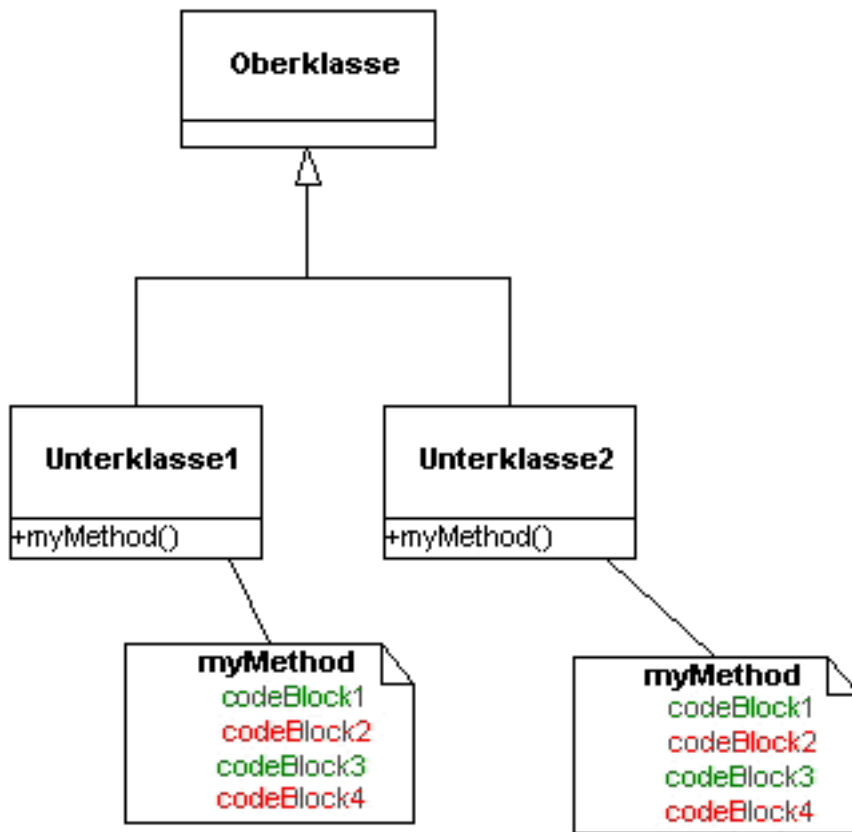 Oberklasse
Unterklasse1
+myMethod()
Unterklasse2
+myMethod()
myMethod
codeBlock1
codeBlock2
codeBlock3
codeBlock4
myMethod
codeBlock1
codeBlock2
codeBlock3
codeBlock4